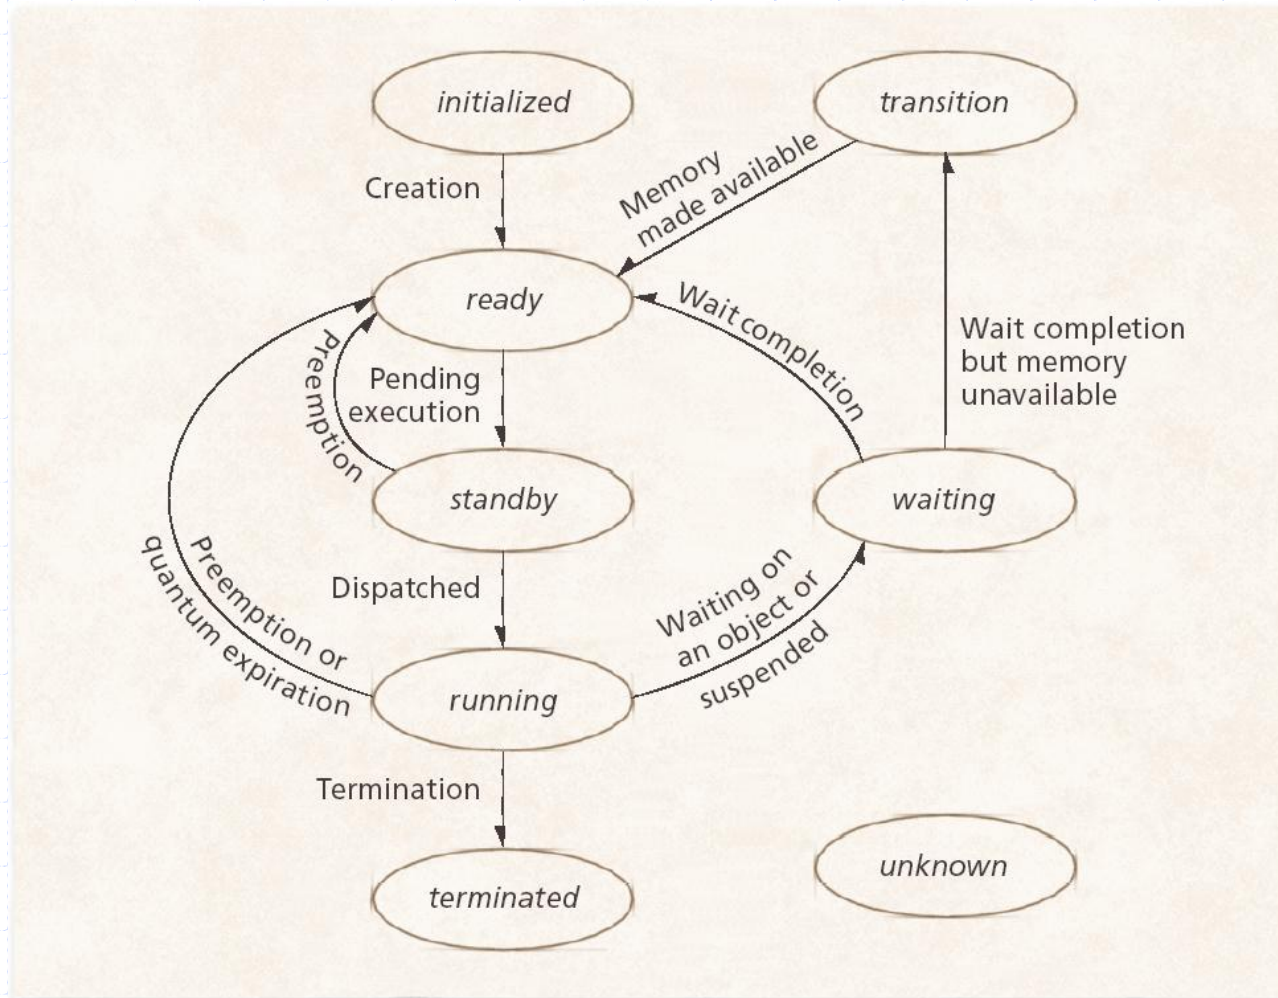 initialized
transition
Creation
Memory
made available
ready
Wait completion
Preemption
Pending
execution
Wait completion
but memory
unavailable
standby
waiting
Dispatched
Waiting on
an object or
suspended
Preemption or
quantum expiration
running
Termination
unknown
terminated